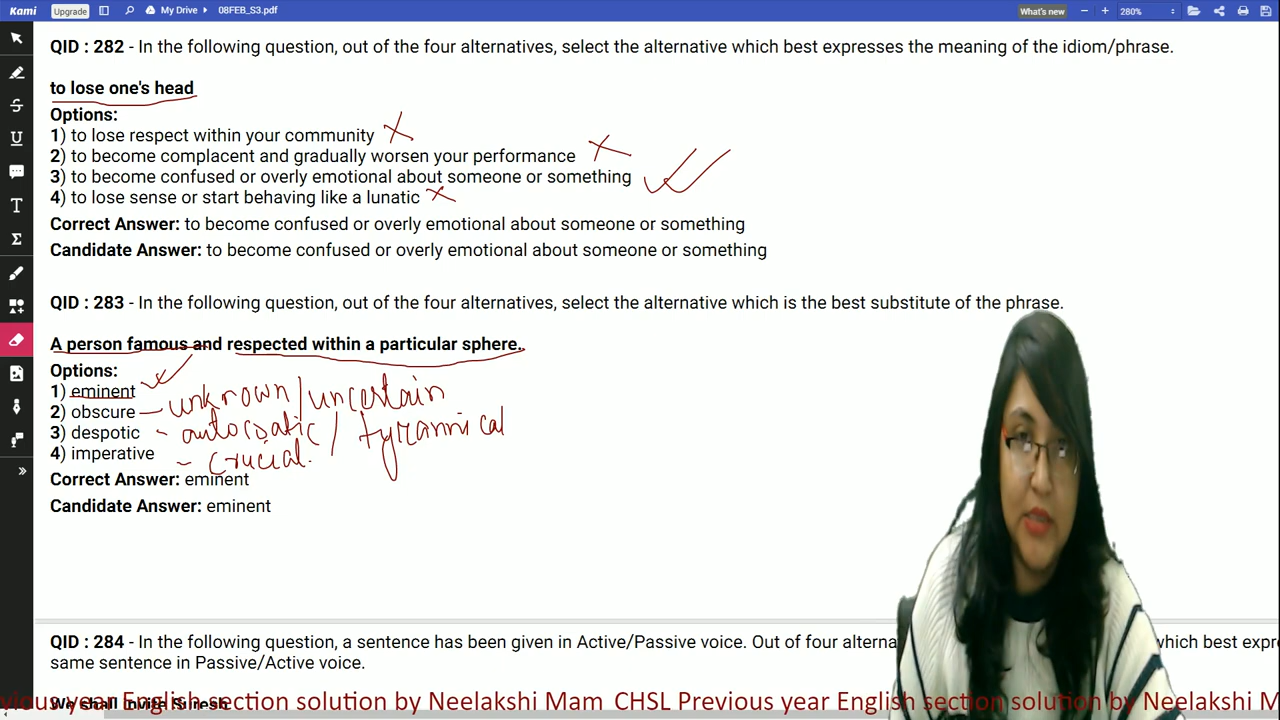 Kami Upgrade My Drive 08FEB_S3.pdf What's new 280%
QID : 282 - In the following question, out of the four alternatives, select the alternative which best expresses the meaning of the idiom/phrase.
to lose one's head
Options:
1) to lose respect within your community
2) to become complacent and gradually worsen your performance
3) to become confused or overly emotional about someone or something
4) to lose sense or start behaving like a lunatic
Correct Answer: to become confused or overly emotional about someone or something
Candidate Answer: to become confused or overly emotional about someone or something
QID : 283 - In the following question, out of the four alternatives, select the alternative which is the best substitute of the phrase.
A person famous and respected within a particular sphere.
Options:
1) eminent
2) obscure - unknown/uncertain
3) despotic - autocratic / tyrannical
4) imperative - crucial.
Correct Answer: eminent
Candidate Answer: eminent
QID : 284 - In the following question, a sentence has been given in Active/Passive voice. Out of four alterna which best expr
same sentence in Passive/Active voice.
We shall invite Suresh
vious year English section solution by Neelakshi Mam CHSL Previous year English section solution by Neelakshi M